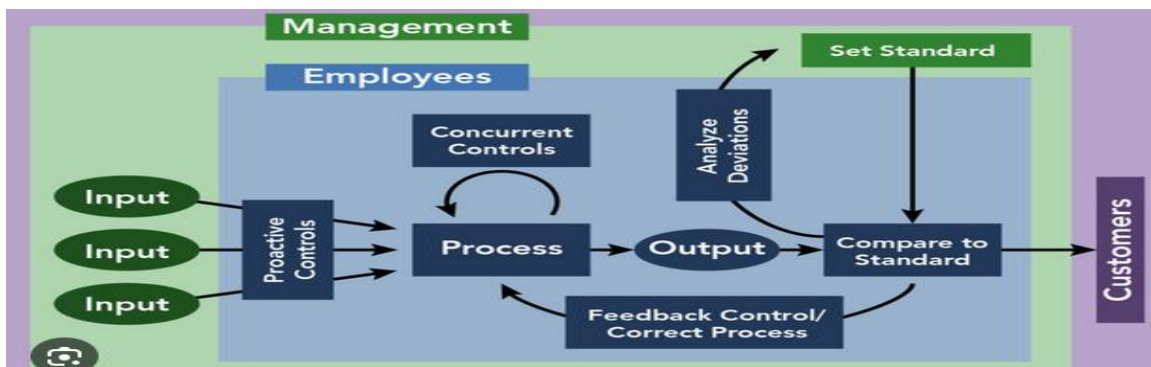 Management
Set Standard
Employees
Concurrent
Controls
Analyze
Deviations
Input
Input
Input
Proactive
Controls
Process
Output
Compare to
Standard
Customers
Feedback Control/
Correct Process